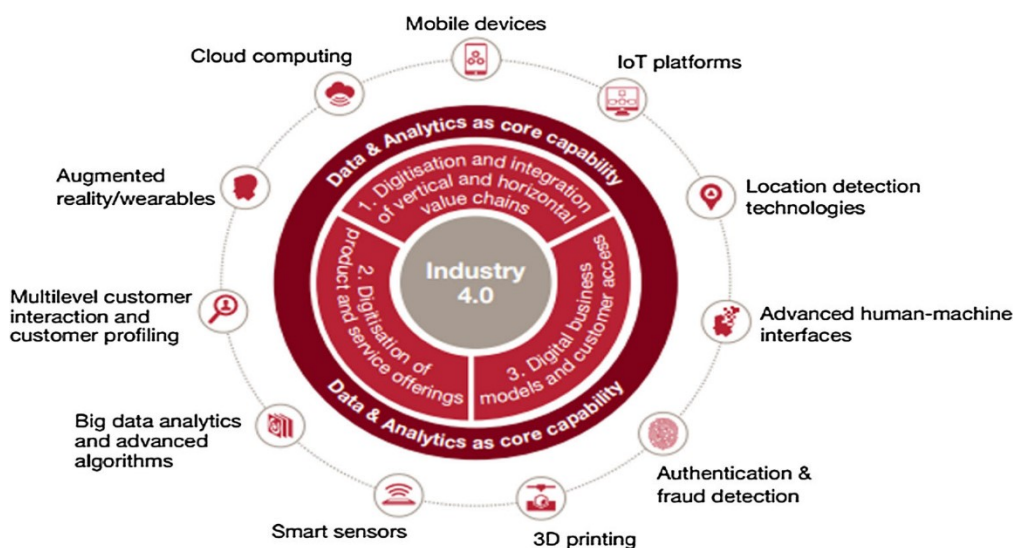 Mobile devices
Cloud computing
IoT platforms
Augmented
reality/wearables
Location detection
technologies
Multilevel customer
interaction and
customer profiling
Advanced human-machine
interfaces
Big data analytics
and advanced
algorithms
Authentication &
fraud detection
Smart sensors
3D printing
Data & Analytics as core capability
1. Digitisation and integration
of vertical and horizontal
value chains
2. Digitisation of
product and service offerings
3. Digital business
models and customer access
Industry
4.0
Data & Analytics as core capability